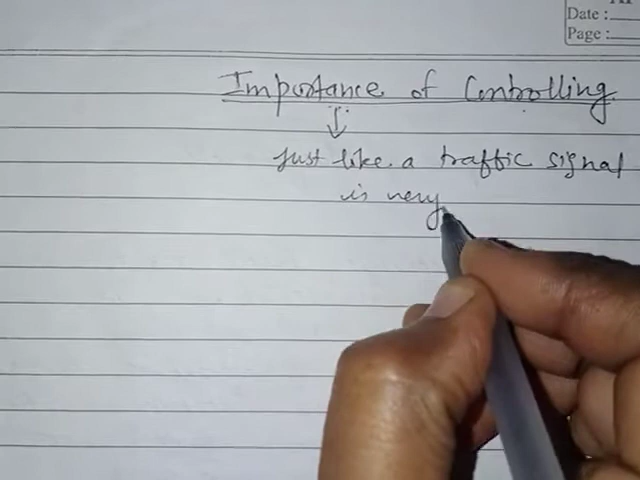 Date :
Page :
Importance of Controlling
Just like a traffic signal
is very